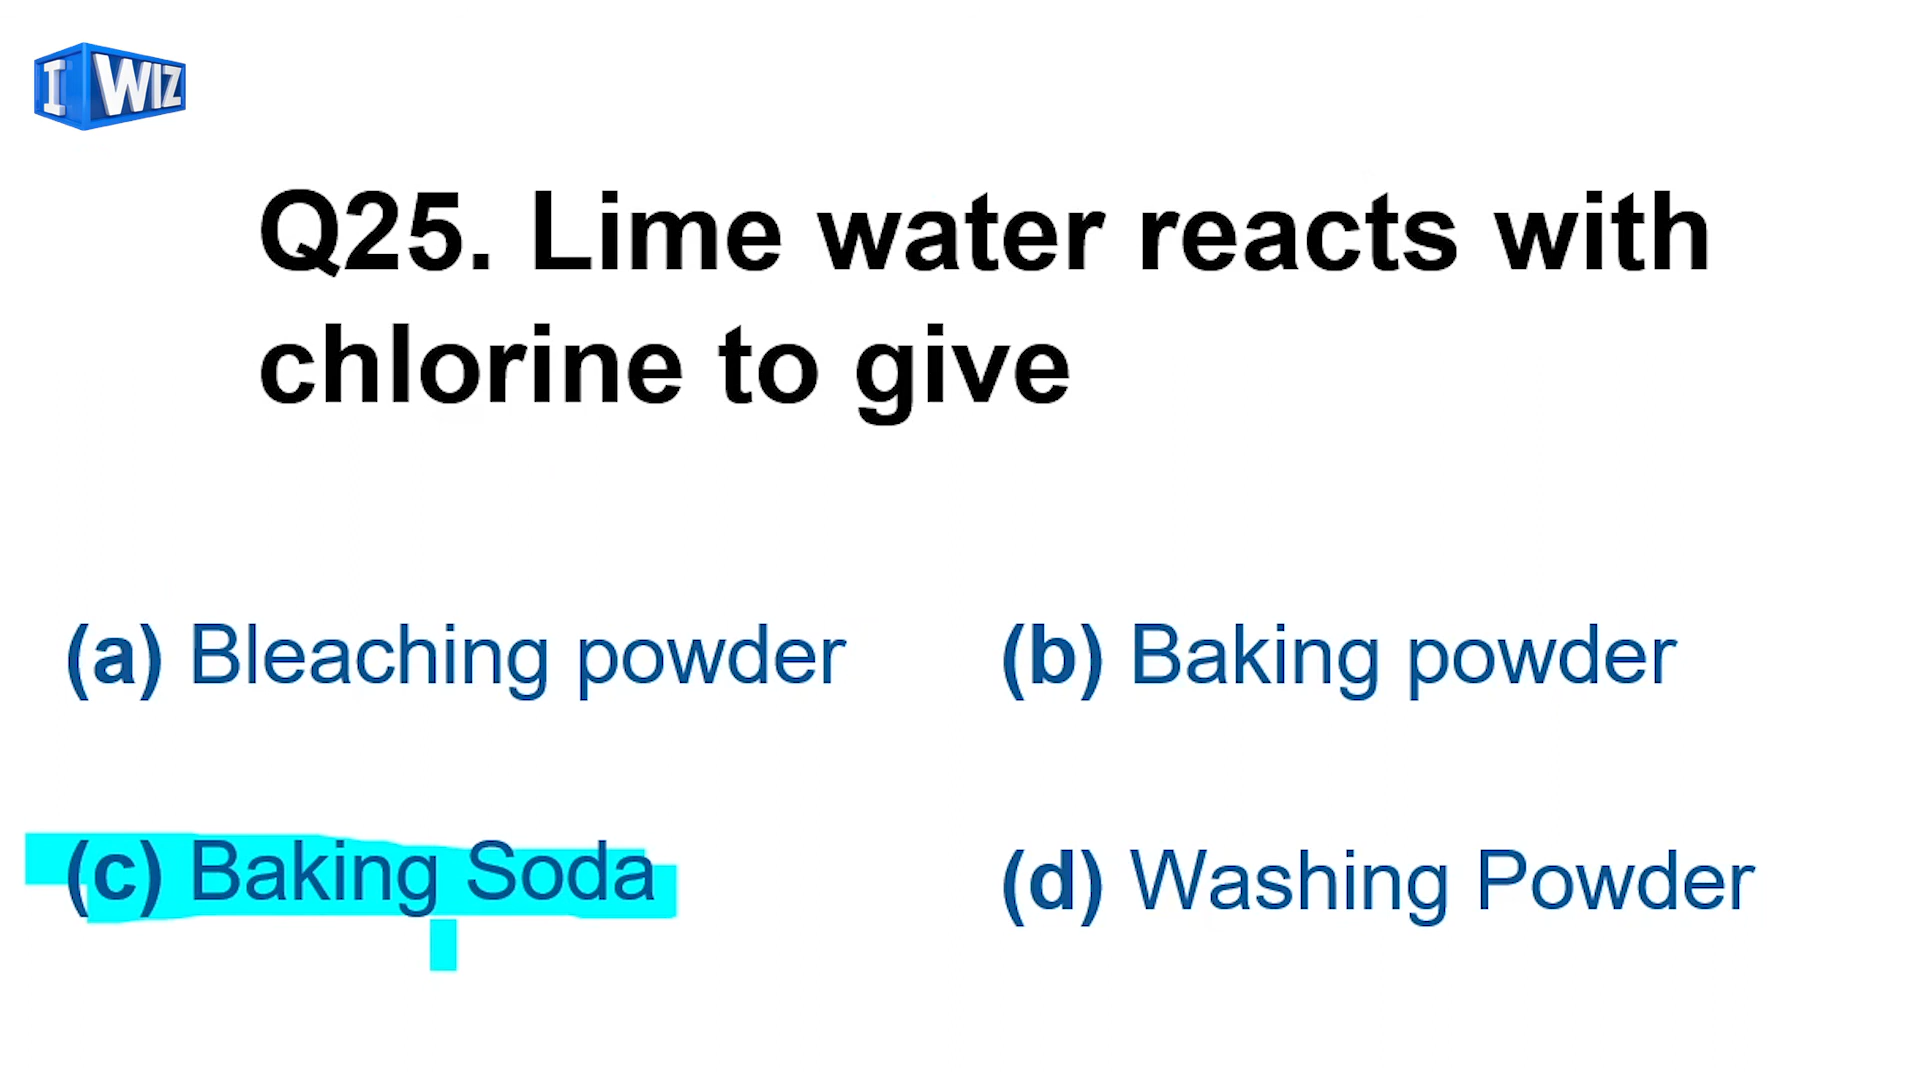 I WIZ
Q25. Lime water reacts with
chlorine to give
(a) Bleaching powder
(b) Baking powder
(c) Baking Soda
(d) Washing Powder